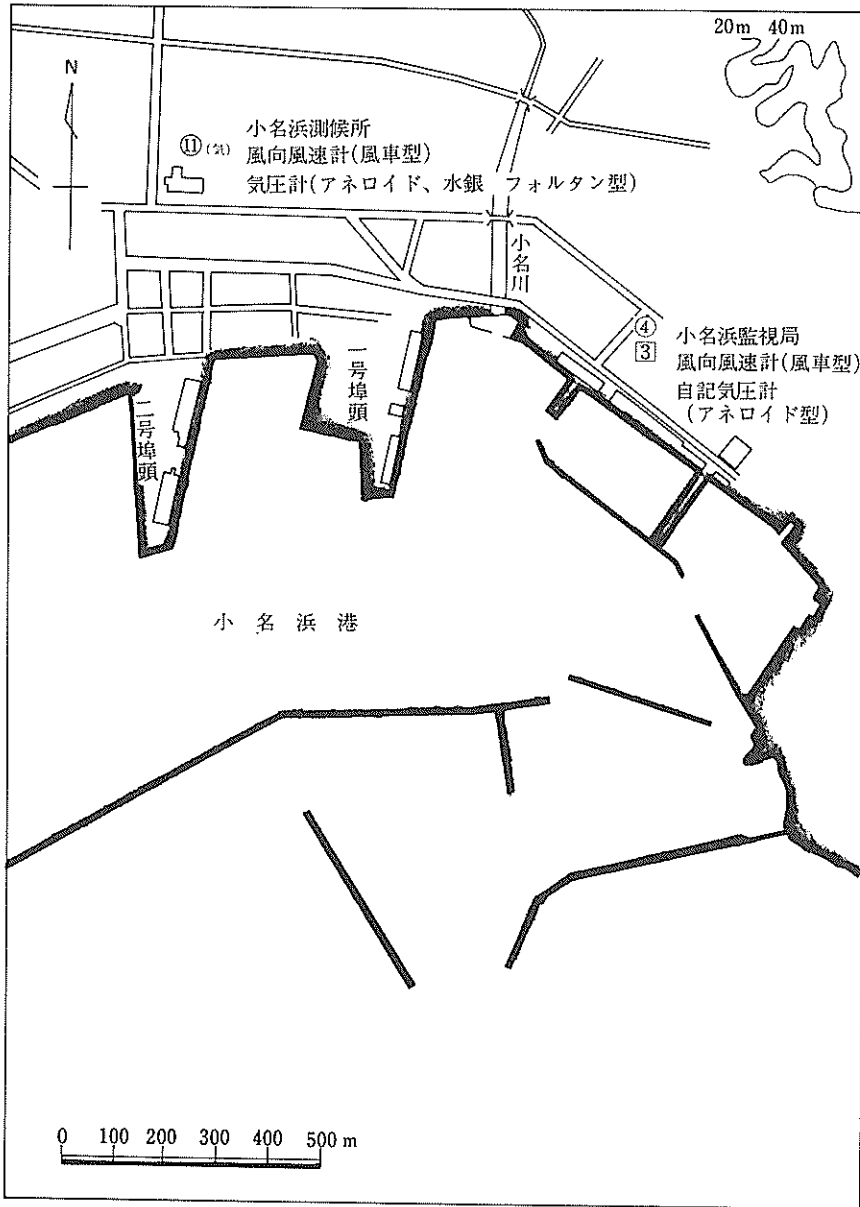 20m 40m
N
⑪(気)
小名浜測候所
風向風速計(風車型)
気圧計(アネロイド、水銀 フォルタン型)
小名川
④
3
小名浜監視局
風向風速計(風車型)
自記気圧計
(アネロイド型)
一号埠頭
二号埠頭
小名浜港
0 100 200 300 400 500 m